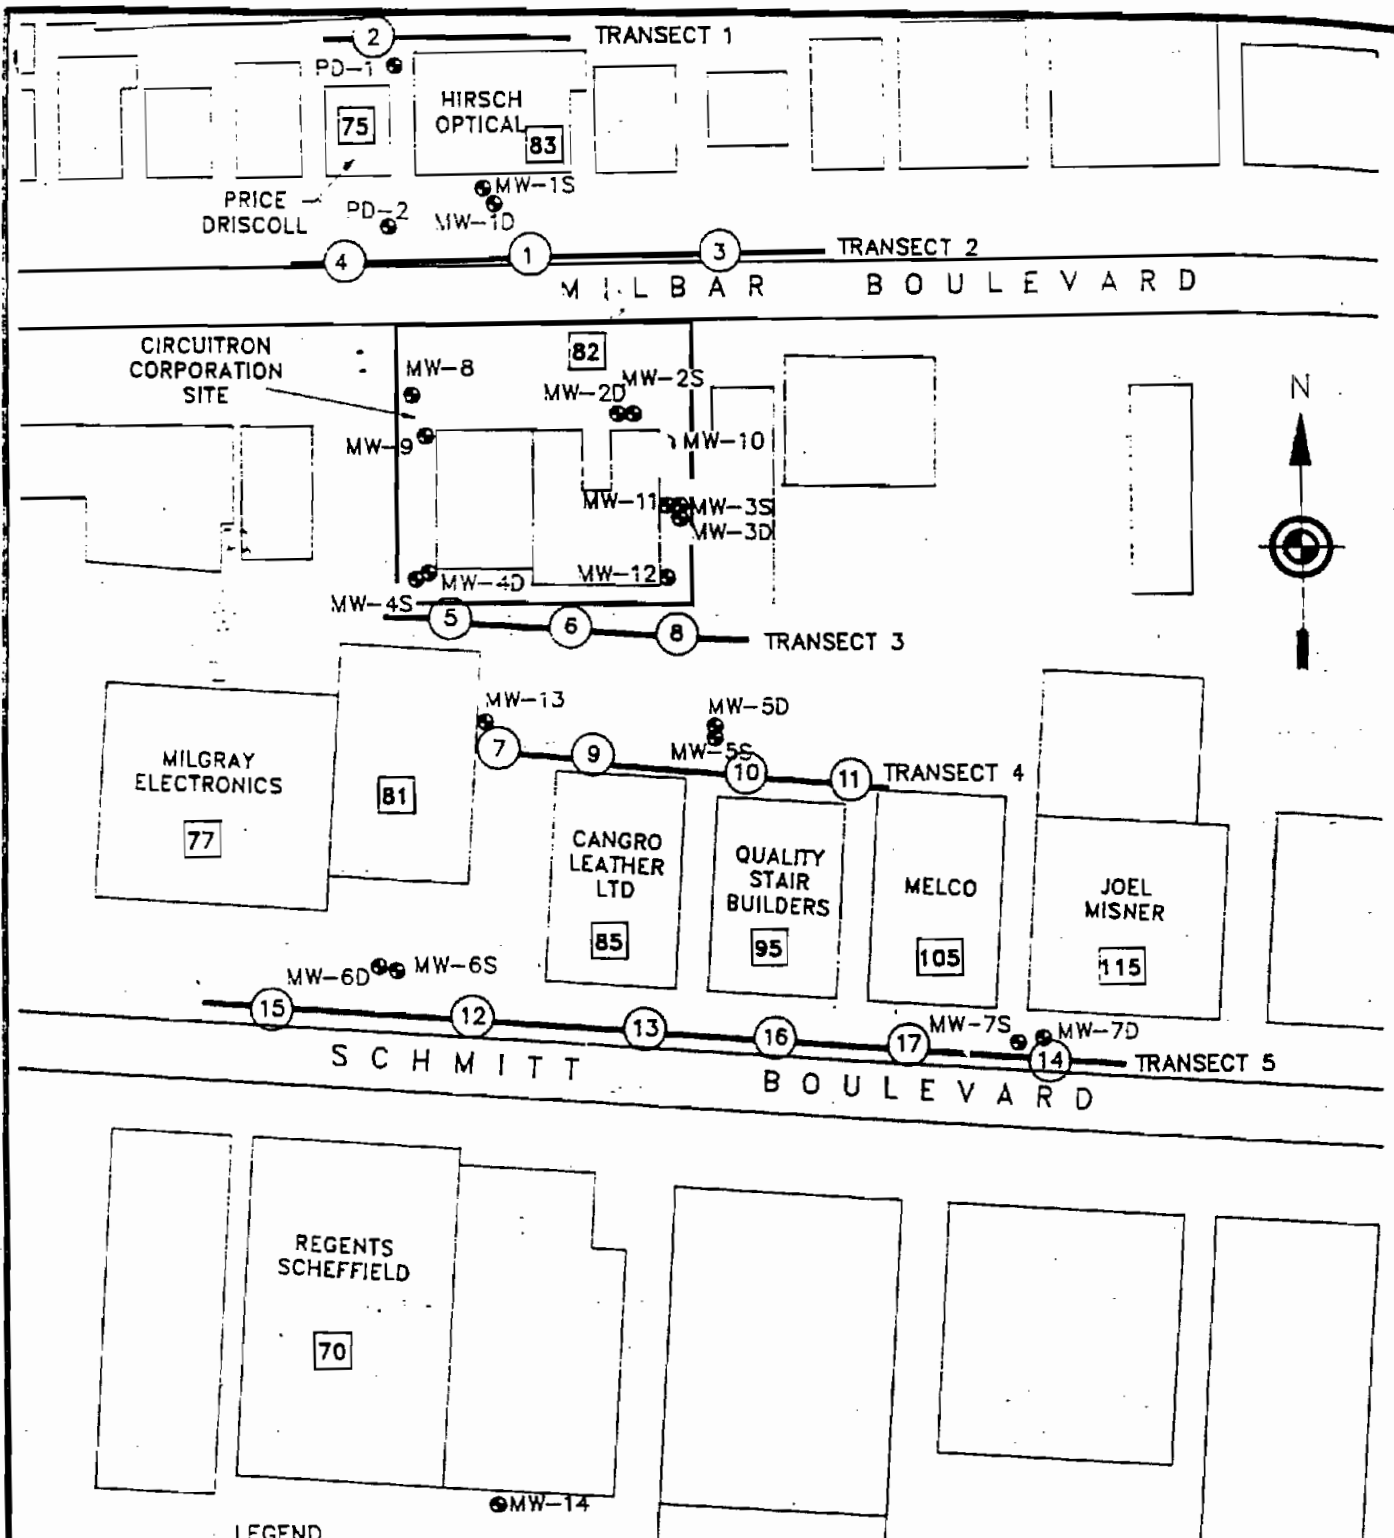 2
TRANSECT 1
PD-1
HIRSCH
OPTICAL
75
83
PRICE
DRISCOLL
PD-2
MW-1S
MW-1D
4
1
3
TRANSECT 2
MILBAR BOULEVARD
CIRCUITRON
CORPORATION
SITE
82
MW-8
MW-2S
MW-2D
MW-9
MW-10
N
MW-11
MW-3S
MW-3D
MW-12
MW-4D
MW-4S
5
6
8
TRANSECT 3
MW-13
MW-5D
MW-5S
7
9
10
11
TRANSECT 4
MILGRAY
ELECTRONICS
77
81
CANGRO
LEATHER
LTD
85
QUALITY
STAIR
BUILDERS
95
MELCO
105
JOEL
MISNER
115
MW-6D
MW-6S
15
12
13
16
17
MW-7S
MW-7D
14
TRANSECT 5
SCHMITT BOULEVARD
REGENTS
SCHEFFIELD
70
MW-14
LEGEND